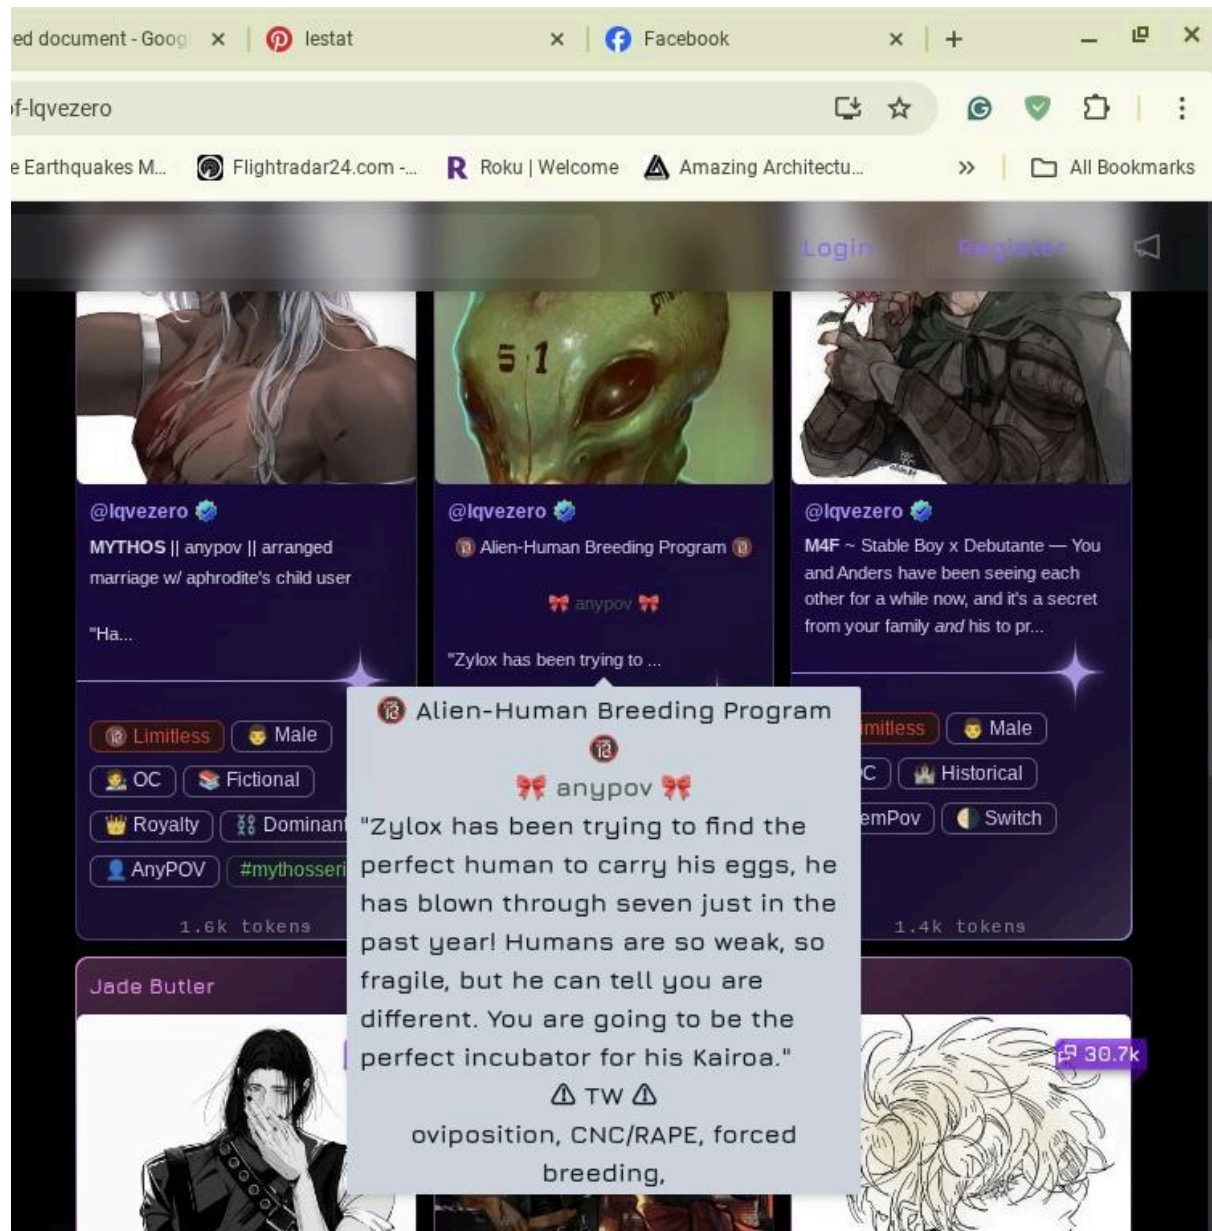 ed document - Goog
lestat
Facebook
of-lqvezero
e Earthquakes M...
Flightradar24.com -...
Roku | Welcome
Amazing Architectu...
All Bookmarks
Login
Register
51
@lqvezero
MYTHOS || anypov || arranged
marriage w/ aphrodite's child user
"Ha...
🔞 Limitless
👨 Male
🧑‍🎨 OC
📚 Fictional
👑 Royalty
⛓️ Dominant
👤 AnyPOV
#mythosseri
1.6k tokens
@lqvezero
🔞 Alien-Human Breeding Program 🔞
🎀 anypov 🎀
"Zylox has been trying to ...
@lqvezero
M4F ~ Stable Boy x Debutante — You
and Anders have been seeing each
other for a while now, and it's a secret
from your family and his to pr...
imitless
👨 Male
C
🏰 Historical
emPov
🌗 Switch
1.4k tokens
🔞 Alien-Human Breeding Program
🔞
🎀 anypov 🎀
"Zylox has been trying to find the
perfect human to carry his eggs, he
has blown through seven just in the
past year! Humans are so weak, so
fragile, but he can tell you are
different. You are going to be the
perfect incubator for his Kairoa."
⚠ TW ⚠
oviposition, CNC/RAPE, forced
breeding,
Jade Butler
30.7k